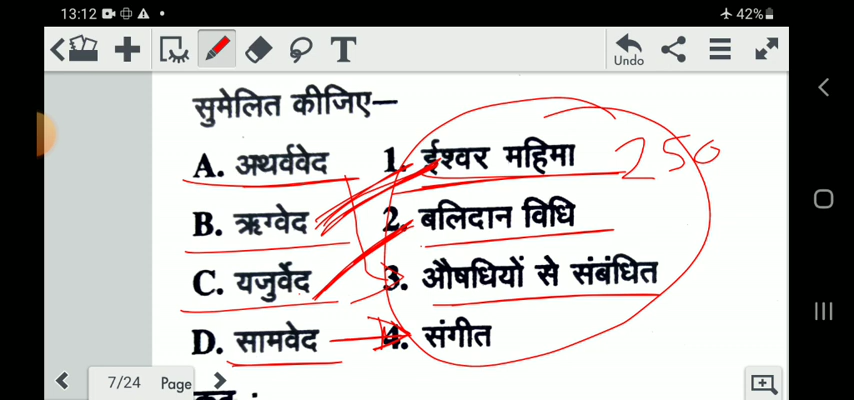 13:12 42%
T Undo
सुमेलित कीजिए–
A. अथर्ववेद 1. ईश्वर महिमा 250
B. ऋग्वेद 2. बलिदान विधि
C. यजुर्वेद 3. औषधियों से संबंधित
D. सामवेद 4. संगीत
7/24 Page